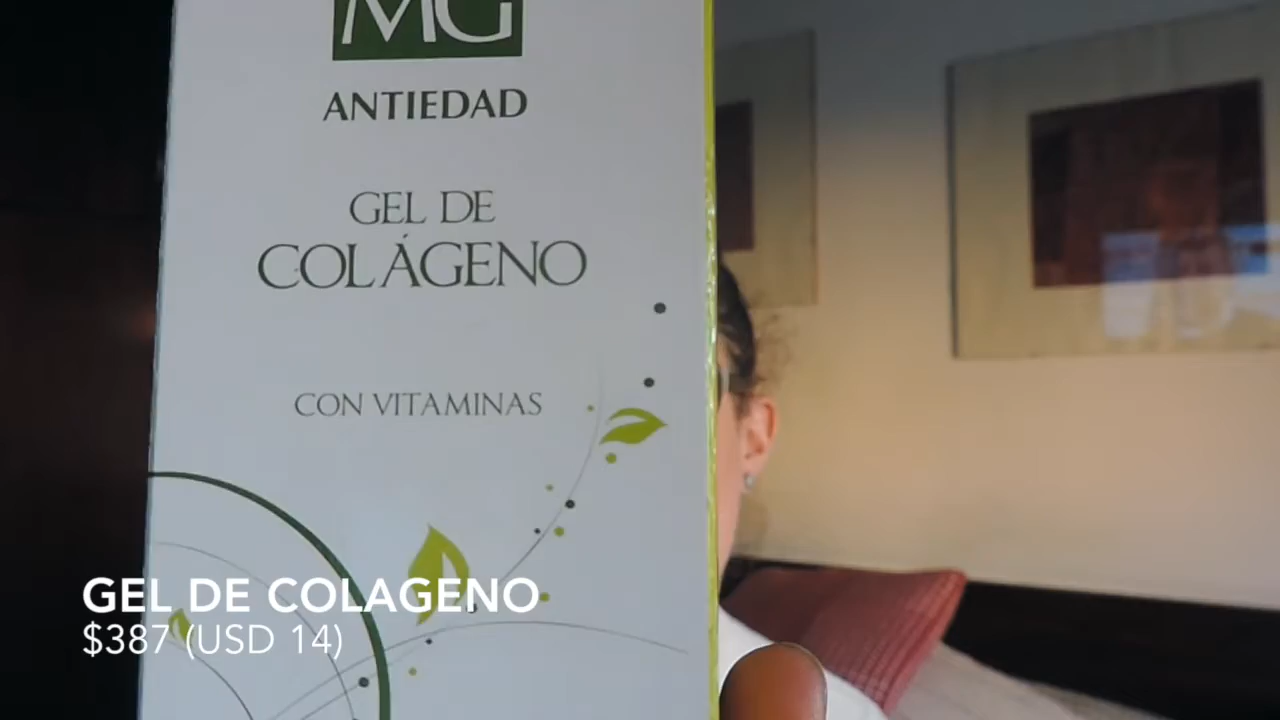 MG
ANTIEDAD
GEL DE
COLÁGENO
CON VITAMINAS
GEL DE COLAGENO
$387 (USD 14)